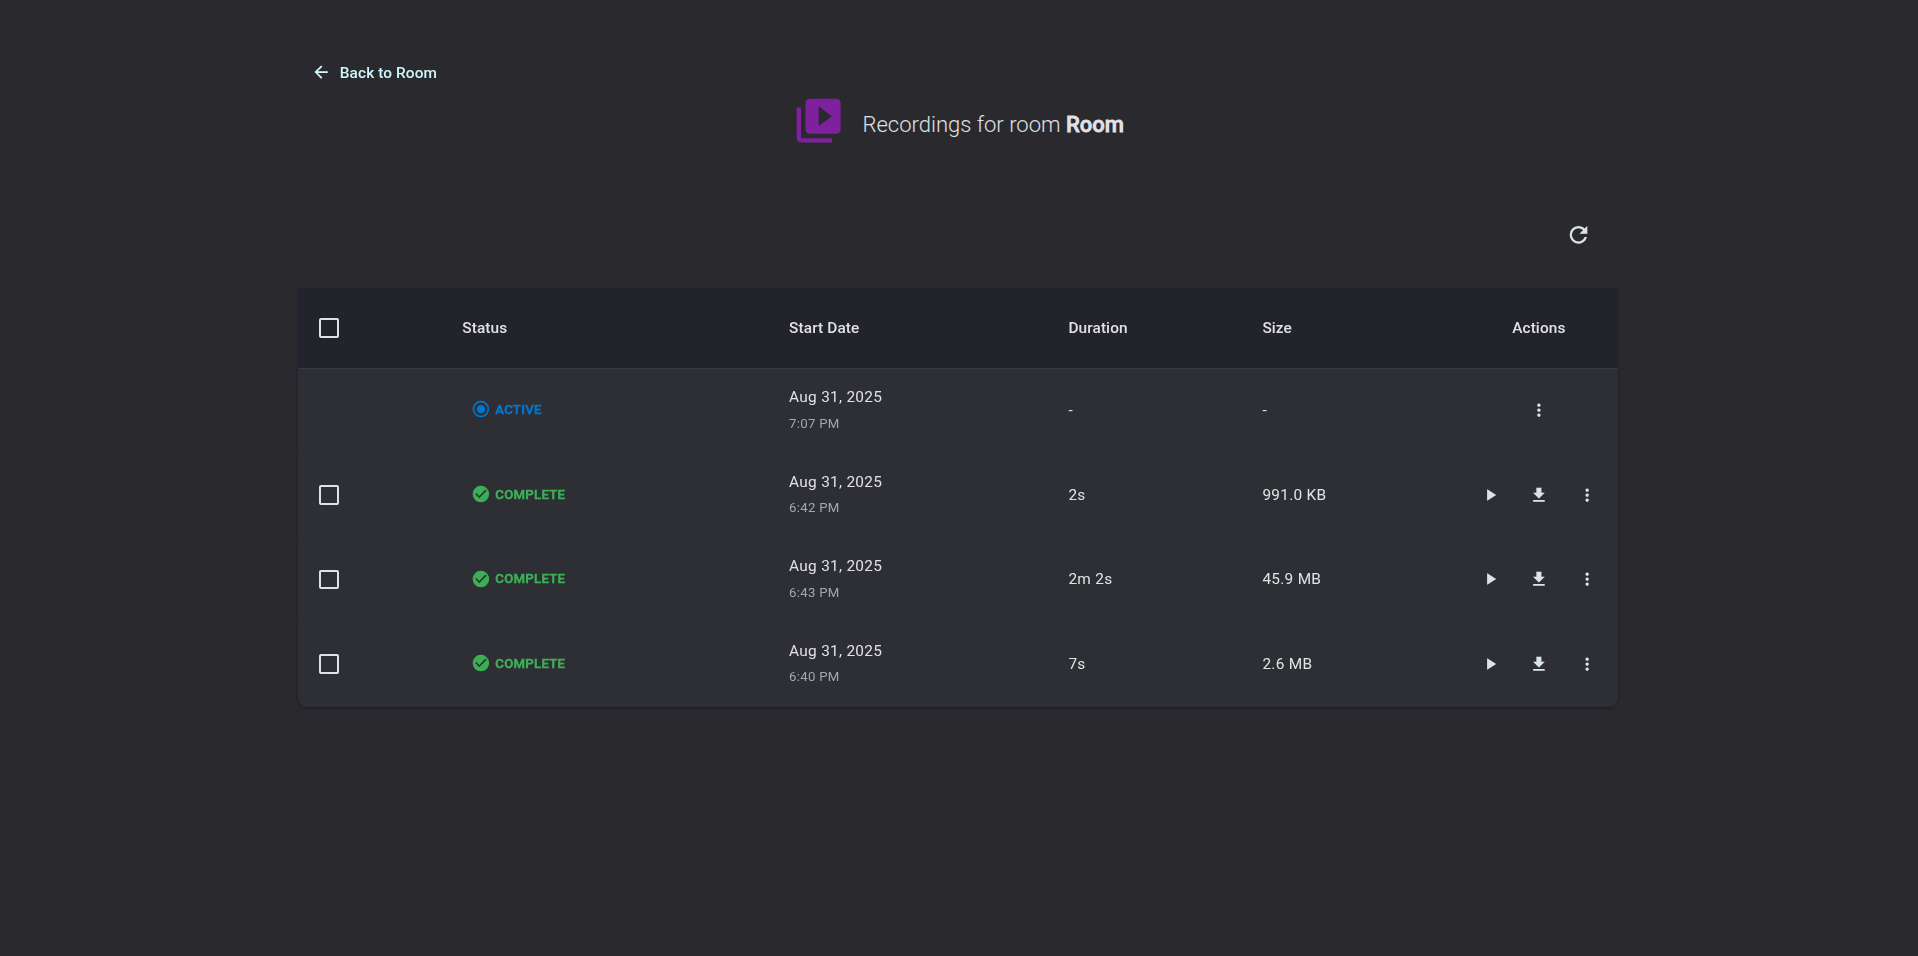 Back to Room
Recordings for room Room
Status Start Date Duration Size Actions
ACTIVE Aug 31, 2025 - -
7:07 PM
COMPLETE Aug 31, 2025 2s 991.0 KB
6:42 PM
COMPLETE Aug 31, 2025 2m 2s 45.9 MB
6:43 PM
COMPLETE Aug 31, 2025 7s 2.6 MB
6:40 PM